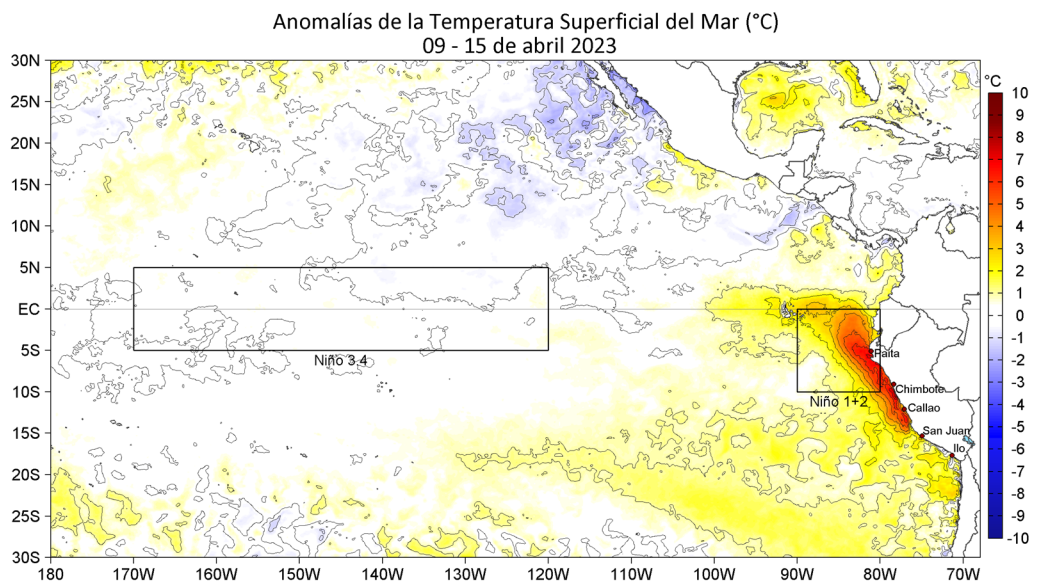 Anomalías de la Temperatura Superficial del Mar (°C)
09 - 15 de abril 2023
30N
25N
20N
15N
10N
5N
EC
5S
10S
15S
20S
25S
30S
180
170W
160W
150W
140W
130W
120W
110W
100W
90W
80W
70W
Niño 3.4
Niño 1+2
Paita
Chimbote
Callao
San Juan
Ilo
°C
10
9
8
7
6
5
4
3
2
1
0
-1
-2
-3
-4
-5
-6
-7
-8
-9
-10